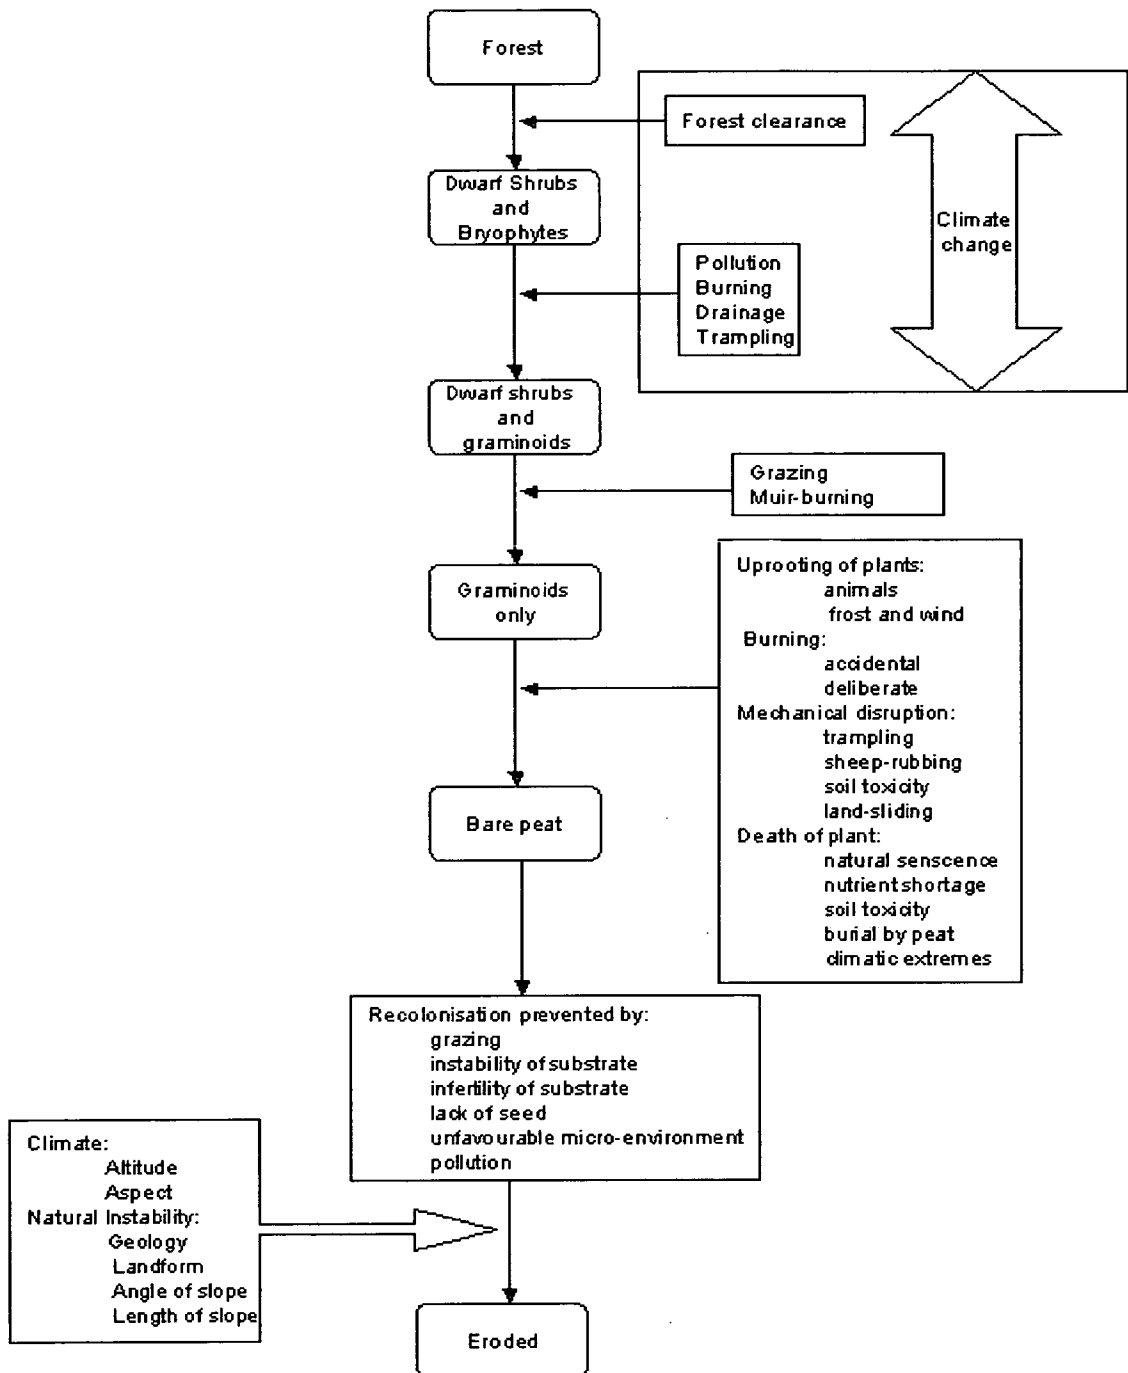 Forest
Forest clearance
Dwarf Shrubs
and
Bryophytes
Climate
change
Pollution
Burning
Drainage
Trampling
Dwarf shrubs
and
graminoids
Grazing
Muir-burning
Graminoids
only
Uprooting of plants:
animals
frost and wind
Burning:
accidental
deliberate
Mechanical disruption:
trampling
sheep-rubbing
soil toxicity
land-sliding
Death of plant:
natural senscence
nutrient shortage
soil toxicity
burial by peat
climatic extremes
Bare peat
Recolonisation prevented by:
grazing
instability of substrate
infertility of substrate
lack of seed
unfavourable micro-environment
pollution
Climate:
Altitude
Aspect
Natural Instability:
Geology
Landform
Angle of slope
Length of slope
Eroded